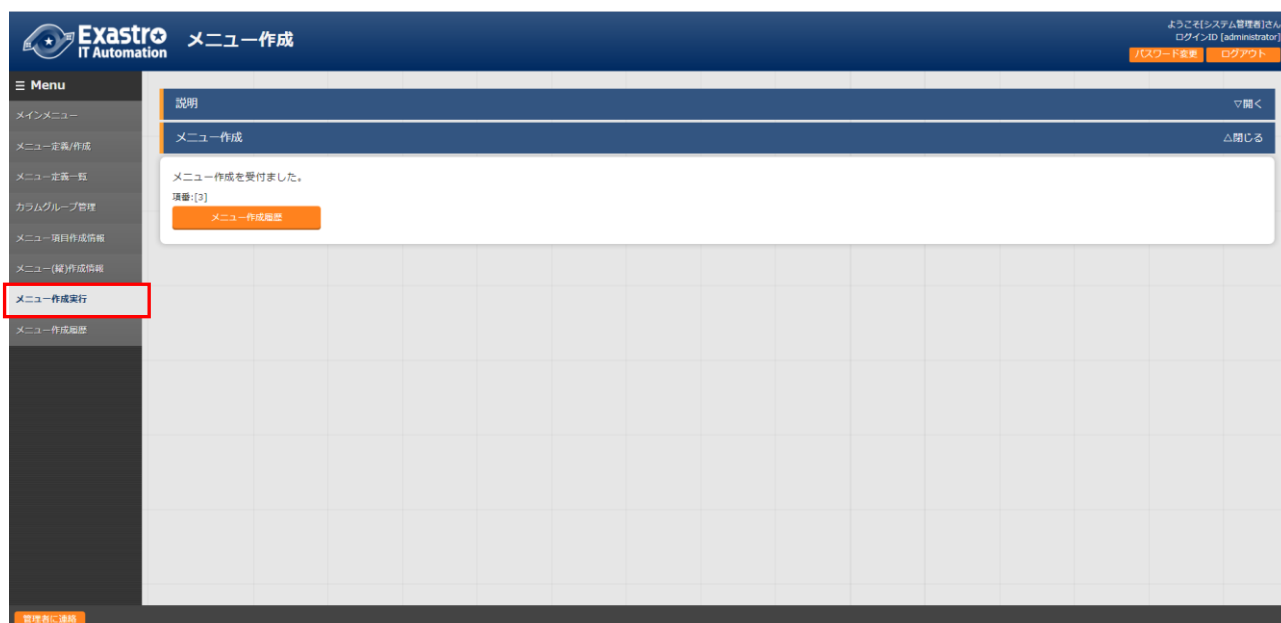 Exastro
IT Automation
メニュー作成
ようこそ[システム管理者]さん
ログインID [administrator]
パスワード変更
ログアウト
☰ Menu
メインメニュー
メニュー定義/作成
メニュー定義一覧
カラムグループ管理
メニュー項目作成情報
メニュー(縦)作成情報
メニュー作成実行
メニュー作成履歴
説明
▽開く
メニュー作成
△閉じる
メニュー作成を受付ました。
項番:[3]
メニュー作成履歴
管理者に連絡